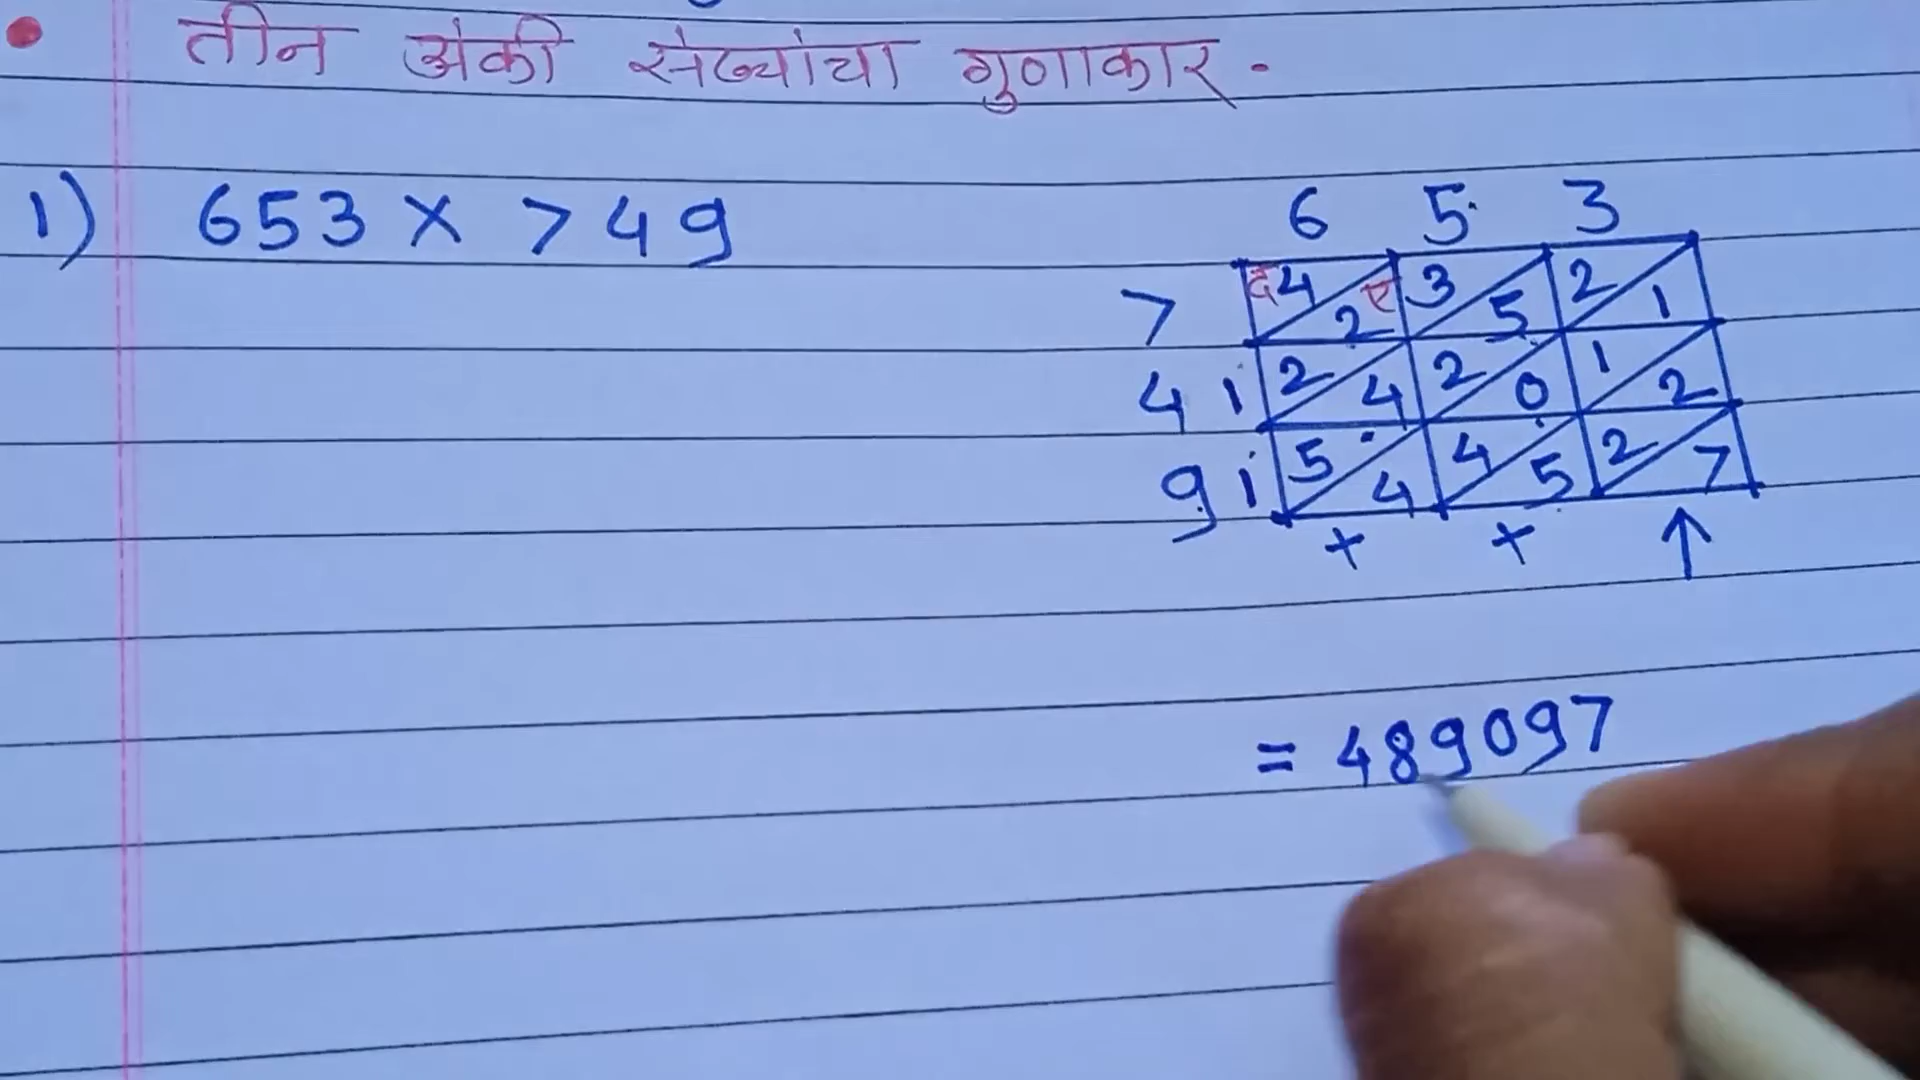 • तीन अंकी संख्यांचा गुणाकार.
1) 653 x 749
6 5 3
7 द 4 2 ए 3 5 2 1
4 1 2 4 2 0 1 2
9 1 5 4 4 5 2 7
+ + ↑
= 489097